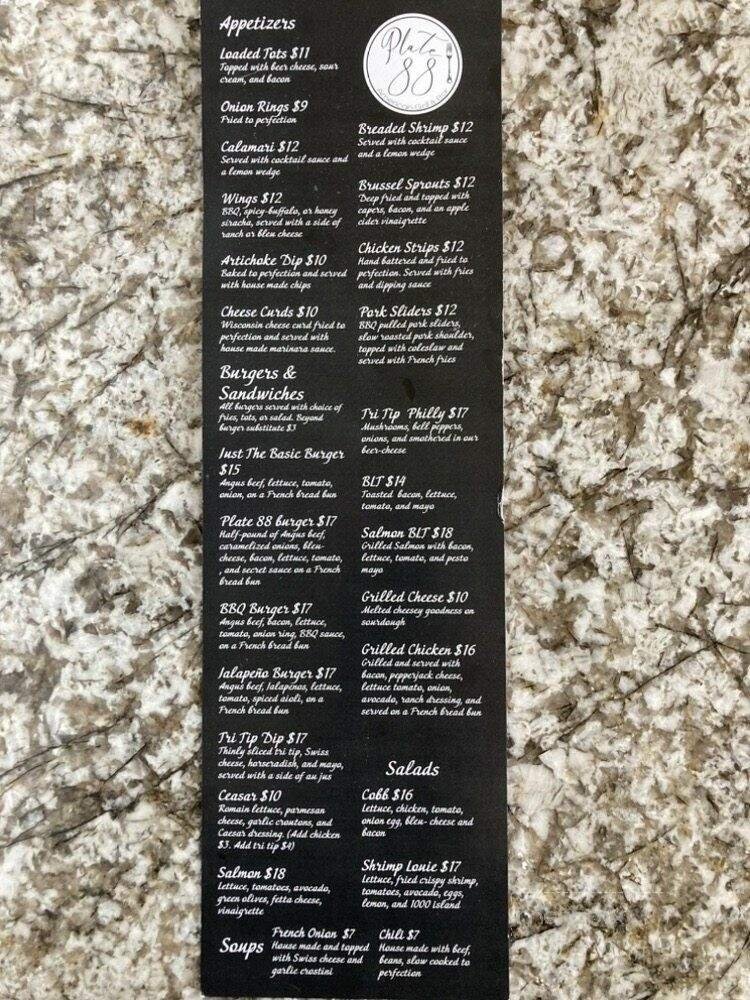 Appetizers
Loaded Tots $11
Topped with beer cheese, sour
cream, and bacon
Onion Rings $9
Fried to perfection
Calamari $12
Served with cocktail sauce and
a lemon wedge
Wings $12
BBQ, spicy-buffalo, or honey
siracha, served with a side of
ranch or bleu cheese
Artichoke Dip $10
Baked to perfection and served
with house made chips
Cheese Curds $10
Wisconsin cheese curd fried to
perfection and served with
house made marinara sauce.
Plate
88
Breaded Shrimp $12
Served with cocktail sauce
and a lemon wedge
Brussel Sprouts $12
Deep fried and topped with
capers, bacon, and an apple
cider vinaigrette
Chicken Strips $12
Hand battered and fried to
perfection. Served with fries
and dipping sauce
Pork Sliders $12
BBQ pulled pork sliders,
slow roasted pork shoulder,
topped with coleslaw and
served with French fries
Burgers &
Sandwiches
All burgers served with choice of
fries, tots, or salad. Beyond
burger substitute $3
Just The Basic Burger
$15
Angus beef, lettuce, tomato,
onion, on a French bread bun
Plate 88 burger $17
Half-pound of Angus beef,
caramelized onions, bleu-
cheese, bacon, lettuce, tomato,
, and secret sauce on a French
bread bun
BBQ Burger $17
Angus beef, bacon, lettuce,
tomato, onion ring, BBQ sauce,
on a French bread bun
Jalapeño Burger $17
Angus beef, Jalapenos, lettuce,
tomato, spiced aioli, on a
French bread bun
Tri Tip Dip $17
Thinly sliced tri tip, Swiss
cheese, horseradish, and mayo,
served with a side of au jus
Tri Tip Philly $17
Mushrooms, bell peppers,
onions, and smothered in our
beer-cheese
BLT $14
Toasted bacon, lettuce,
tomato, and mayo
Salmon BLT $18
Grilled Salmon with bacon,
lettuce, tomato, and pesto
mayo
Grilled Cheese $10
Melted cheesey goodness on
sourdough
Grilled Chicken $16
Grilled and served with
bacon, pepperjack cheese,
lettuce tomato, onion,
avocado, ranch dressing, and
served on a French bread bun
Salads
Ceasar $10
Romain lettuce, parmesan
cheese, garlic croutons, and
Caesar dressing. (Add chicken
$3. Add tri tip $4)
Salmon $18
Lettuce, tomatoes, avocado,
green olives, fetta cheese,
vinaigrette
Cobb $16
Lettuce, chicken, tomato,
onion egg, bleu- cheese and
bacon
Shrimp Louie $17
Lettuce, fried crispy shrimp,
tomatoes, avocado, eggs,
lemon, and 1000 island
Soups
French Onion $7
House made and topped
with Swiss cheese and
garlic crostini
Chili $7
House made with beef,
beans, slow cooked to
perfection